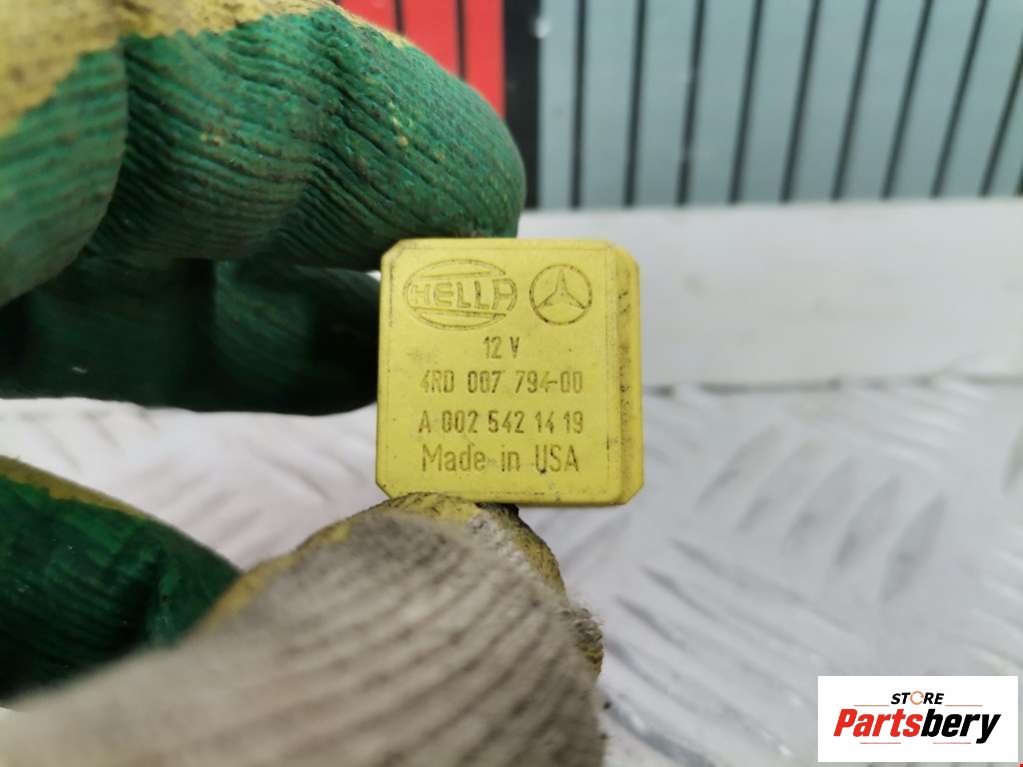 HELLA
12 V
4RD 007 794-00
A 002 542 14 19
Made in USA
STORE
Partsbery